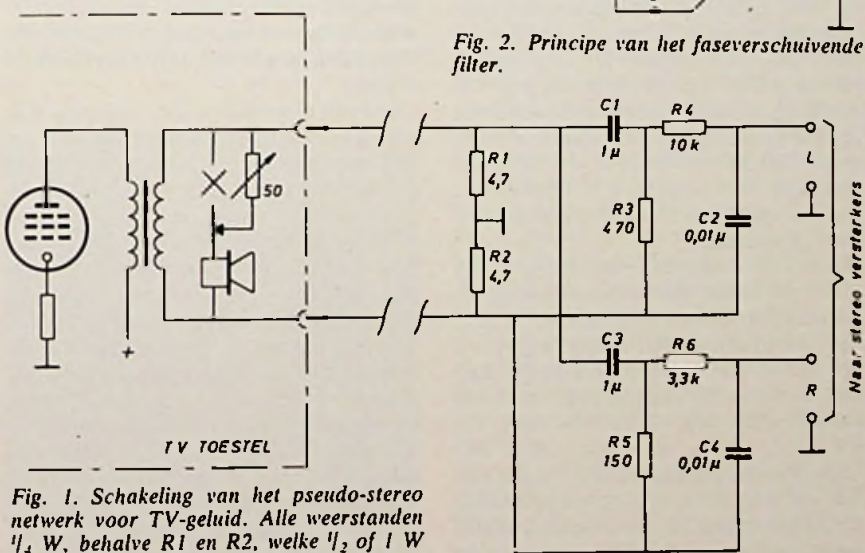 Fig. 2. Principe van het faseverschuivende
filter.
50
+
TV TOESTEL
R1
4,7
R2
4,7
C1
1µ
R4
10k
R3
470
C2
0,01µ
L
C3
1µ
R6
3,3k
R5
150
C4
0,01µ
R
Naar stereo versterkers
Fig. 1. Schakeling van het pseudo-stereo
netwerk voor TV-geluid. Alle weerstanden
1/4 W, behalve R1 en R2, welke 1/2 of 1 W